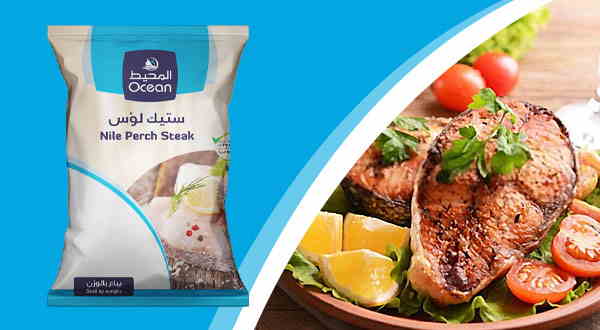 المحيط
Ocean
ستيك لوس
Nile Perch Steak
يباع بالوزن
Sold by weight